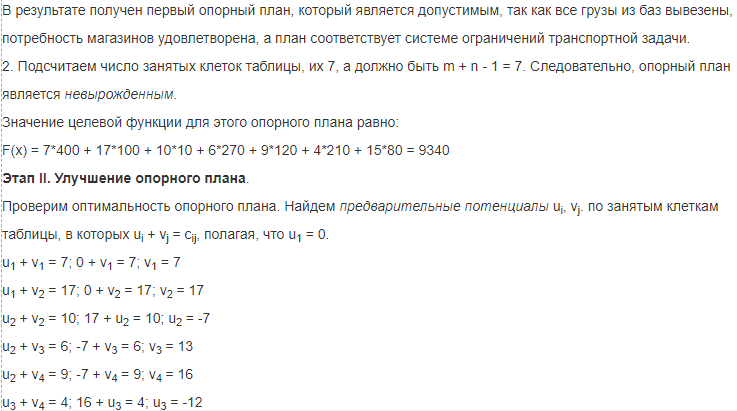 В результате получен первый опорный план, который является допустимым, так как все грузы из баз вывезены,
потребность магазинов удовлетворена, а план соответствует системе ограничений транспортной задачи.
2. Подсчитаем число занятых клеток таблицы, их 7, а должно быть m + n - 1 = 7. Следовательно, опорный план
является невырожденным.
Значение целевой функции для этого опорного плана равно:
F(x) = 7*400 + 17*100 + 10*10 + 6*270 + 9*120 + 4*210 + 15*80 = 9340
Этап II. Улучшение опорного плана.
Проверим оптимальность опорного плана. Найдем предварительные потенциалы uᵢ, vⱼ. по занятым клеткам
таблицы, в которых uᵢ + vⱼ = cᵢⱼ, полагая, что u₁ = 0.
u₁ + v₁ = 7; 0 + v₁ = 7; v₁ = 7
u₁ + v₂ = 17; 0 + v₂ = 17; v₂ = 17
u₂ + v₂ = 10; 17 + u₂ = 10; u₂ = -7
u₂ + v₃ = 6; -7 + v₃ = 6; v₃ = 13
u₂ + v₄ = 9; -7 + v₄ = 9; v₄ = 16
u₃ + v₄ = 4; 16 + u₃ = 4; u₃ = -12